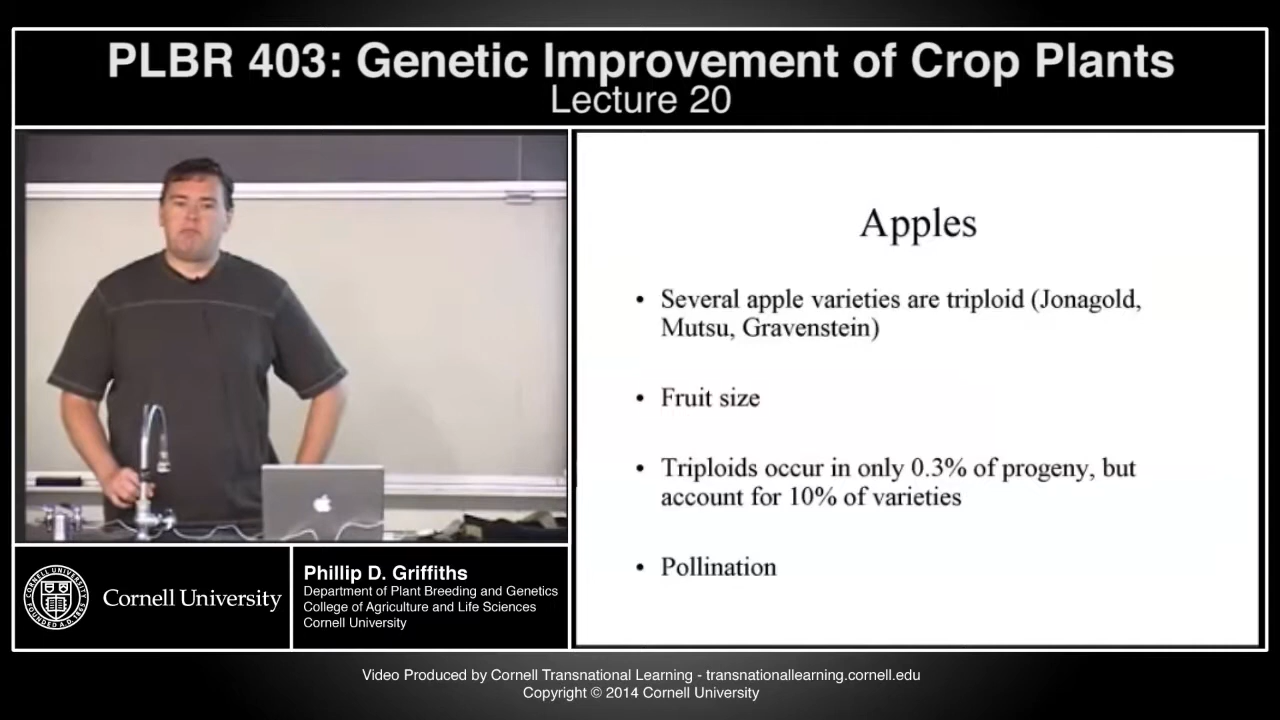 PLBR 403: Genetic Improvement of Crop Plants
Lecture 20
Apples
• Several apple varieties are triploid (Jonagold,
Mutsu, Gravenstein)
• Fruit size
• Triploids occur in only 0.3% of progeny, but
account for 10% of varieties
• Pollination
Cornell University
Phillip D. Griffiths
Department of Plant Breeding and Genetics
College of Agriculture and Life Sciences
Cornell University
Video Produced by Cornell Transnational Learning - transnationallearning.cornell.edu
Copyright © 2014 Cornell University